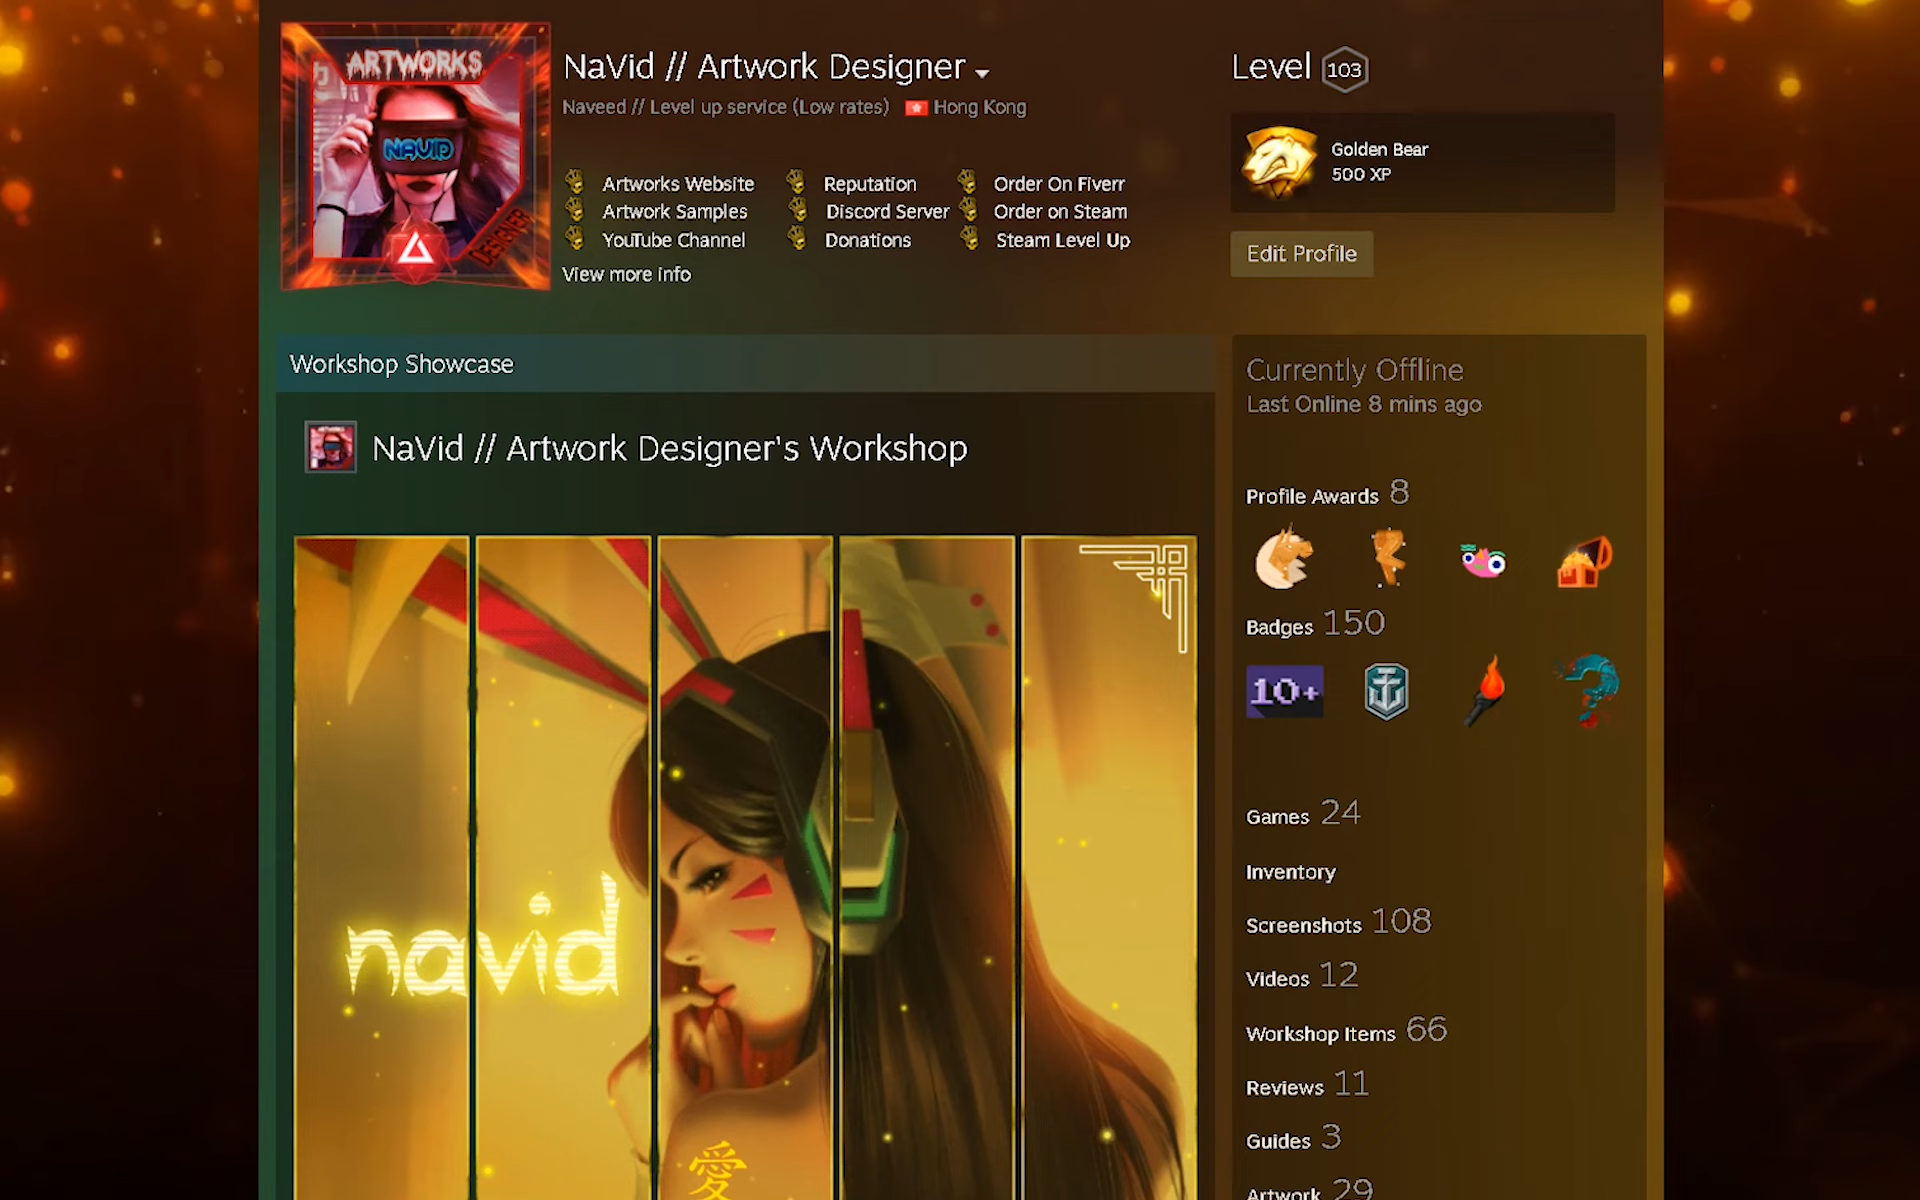 ARTWORKS
NAVID
DESIGNER
NaVid // Artwork Designer
Naveed // Level up service (Low rates) Hong Kong
Artworks Website Reputation Order On Fiverr
Artwork Samples Discord Server Order on Steam
YouTube Channel Donations Steam Level Up
View more info
Level 103
Golden Bear
500 XP
Edit Profile
Workshop Showcase
NaVid // Artwork Designer's Workshop
navid
愛
Currently Offline
Last Online 8 mins ago
Profile Awards 8
Badges 150
10+
Games 24
Inventory
Screenshots 108
Videos 12
Workshop Items 66
Reviews 11
Guides 3
Artwork 29